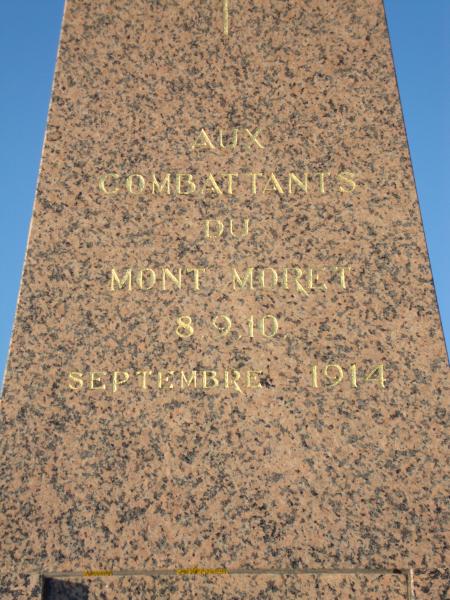 AUX
COMBATTANTS
DU
MONT MORET
8.9.10
SEPTEMBRE 1914